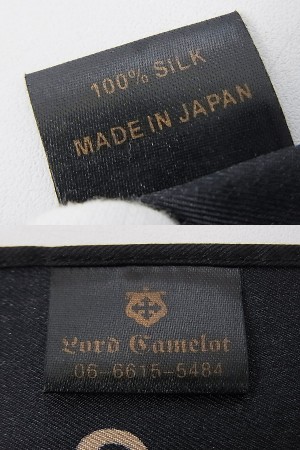 100% SILK
MADE IN JAPAN
Lord Camelot
06-6615-5484